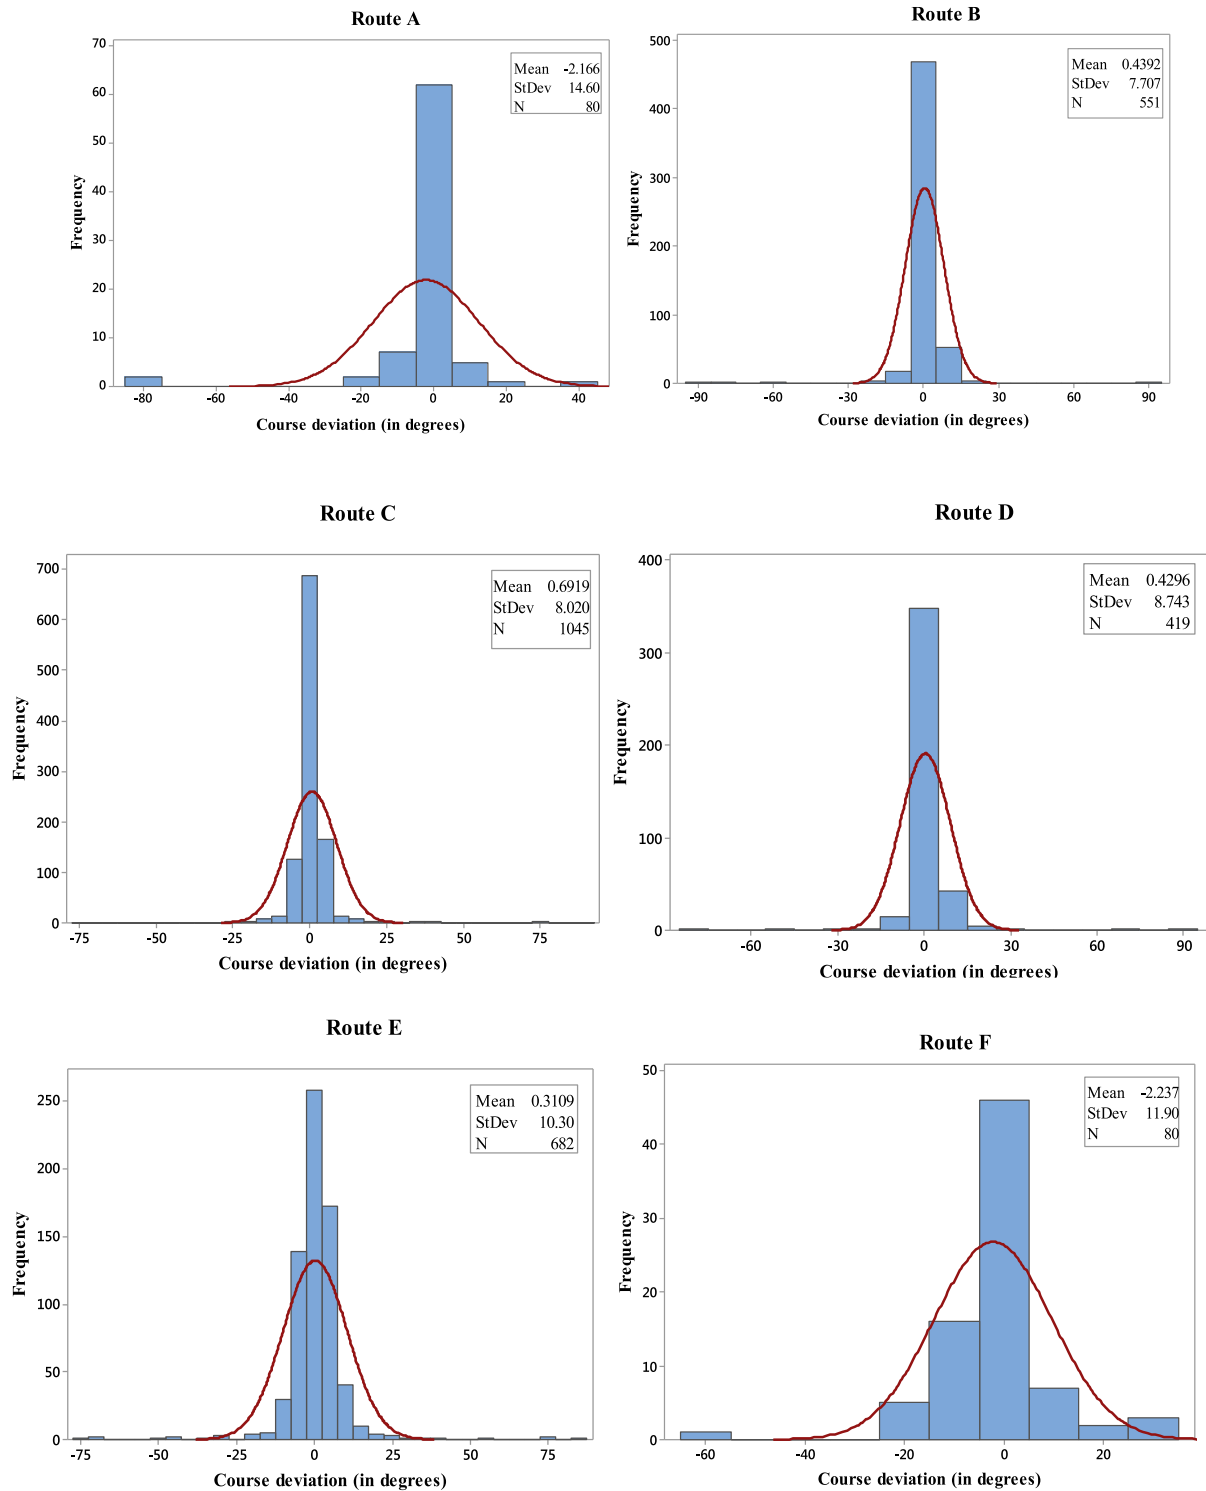 Route A
Mean -2.166
StDev 14.60
N 80
Frequency
70
60
50
40
30
20
10
0
-80 -60 -40 -20 0 20 40
Course deviation (in degrees)
Route B
Mean 0.4392
StDev 7.707
N 551
Frequency
500
400
300
200
100
0
-90 -60 -30 0 30 60 90
Course deviation (in degrees)
Route C
Mean 0.6919
StDev 8.020
N 1045
Frequency
700
600
500
400
300
200
100
0
-75 -50 -25 0 25 50 75
Course deviation (in degrees)
Route D
Mean 0.4296
StDev 8.743
N 419
Frequency
400
300
200
100
0
-60 -30 0 30 60 90
Course deviation (in degrees)
Route E
Mean 0.3109
StDev 10.30
N 682
Frequency
250
200
150
100
50
0
-75 -50 -25 0 25 50 75
Course deviation (in degrees)
Route F
Mean -2.237
StDev 11.90
N 80
Frequency
50
40
30
20
10
0
-60 -40 -20 0 20
Course deviation (in degrees)